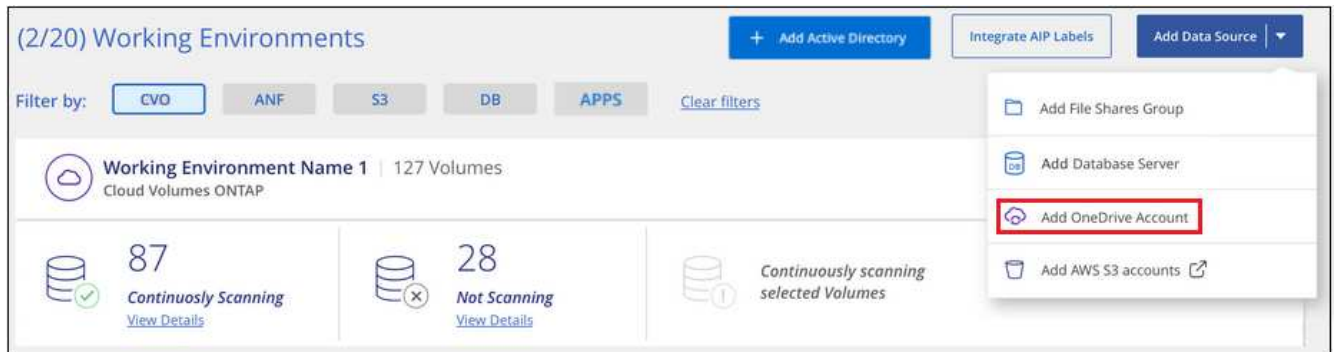 (2/20) Working Environments
+ Add Active Directory
Integrate AIP Labels
Add Data Source
Filter by:
CVO
ANF
S3
DB
APPS
Clear filters
Add File Shares Group
DB
Add Database Server
Add OneDrive Account
Add AWS S3 accounts
Working Environment Name 1 | 127 Volumes
Cloud Volumes ONTAP
87
Continuosly Scanning
View Details
28
Not Scanning
View Details
Continuously scanning
selected Volumes